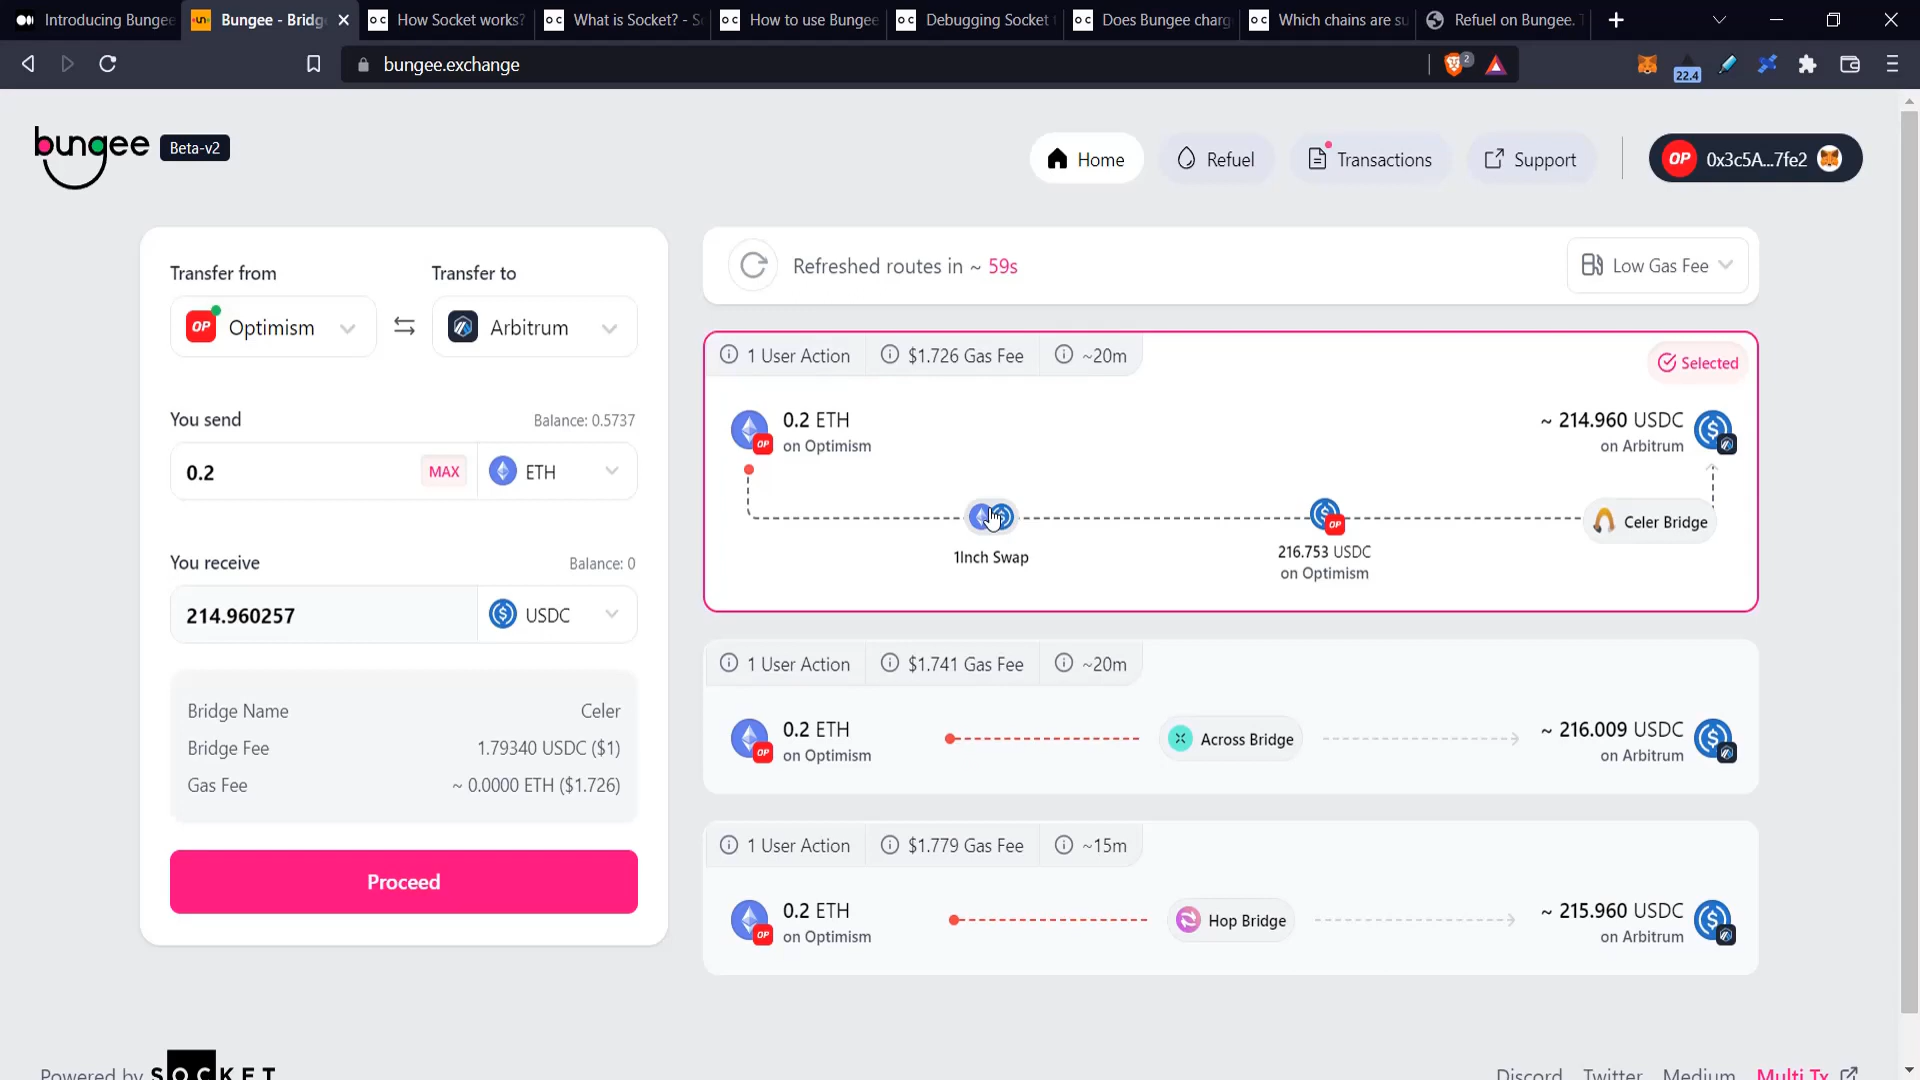 Introducing Bungee
Bungee - Bridg
How Socket works?
What is Socket? - S
How to use Bungee
Debugging Socket
Does Bungee charg
Which chains are su
Refuel on Bungee.
bungee.exchange
2
22.4
bungee
Beta-v2
Home
Refuel
Transactions
Support
OP
0x3c5A...7fe2
Transfer from
Transfer to
OP
Optimism
Arbitrum
You send
Balance: 0.5737
0.2
MAX
ETH
You receive
Balance: 0
214.960257
USDC
Bridge Name
Celer
Bridge Fee
1.79340 USDC ($1)
Gas Fee
~ 0.0000 ETH ($1.726)
Proceed
Refreshed routes in ~ 59s
Low Gas Fee
1 User Action
$1.726 Gas Fee
~20m
Selected
0.2 ETH
on Optimism
~ 214.960 USDC
on Arbitrum
1Inch Swap
216.753 USDC
on Optimism
Celer Bridge
1 User Action
$1.741 Gas Fee
~20m
0.2 ETH
on Optimism
Across Bridge
~ 216.009 USDC
on Arbitrum
1 User Action
$1.779 Gas Fee
~15m
0.2 ETH
on Optimism
Hop Bridge
~ 215.960 USDC
on Arbitrum
Powered by SOCKET
Discord
Twitter
Medium
Multi Tx